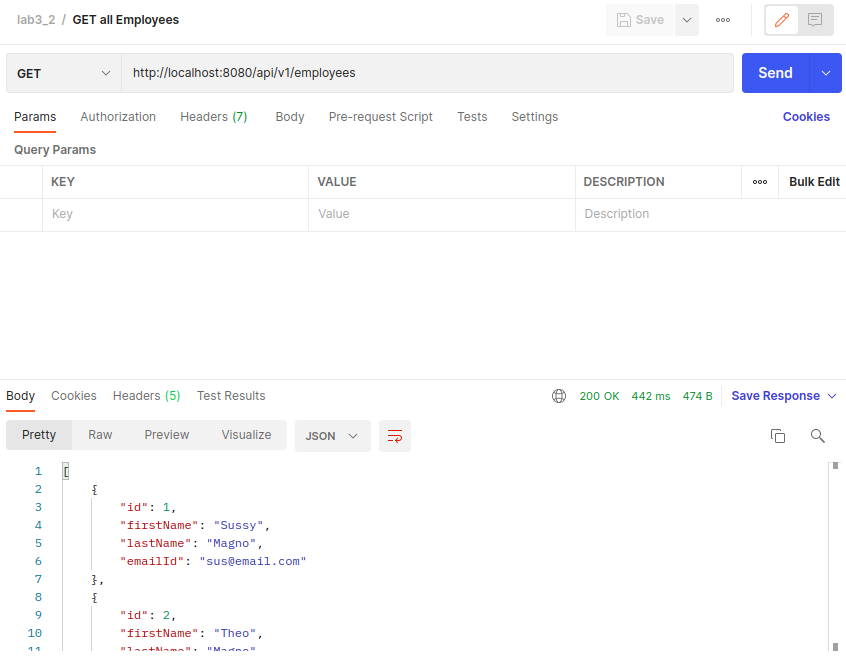 lab3_2 / GET all Employees
Save
GET http://localhost:8080/api/v1/employees Send
Params Authorization Headers (7) Body Pre-request Script Tests Settings Cookies
Query Params
KEY VALUE DESCRIPTION Bulk Edit
Key Value Description
Body Cookies Headers (5) Test Results 200 OK 442 ms 474 B Save Response
Pretty Raw Preview Visualize JSON
1 [
2 {
3 "id": 1,
4 "firstName": "Sussy",
5 "lastName": "Magno",
6 "emailId": "sus@email.com"
7 },
8 {
9 "id": 2,
10 "firstName": "Theo",
11 "lastName": "Magno"